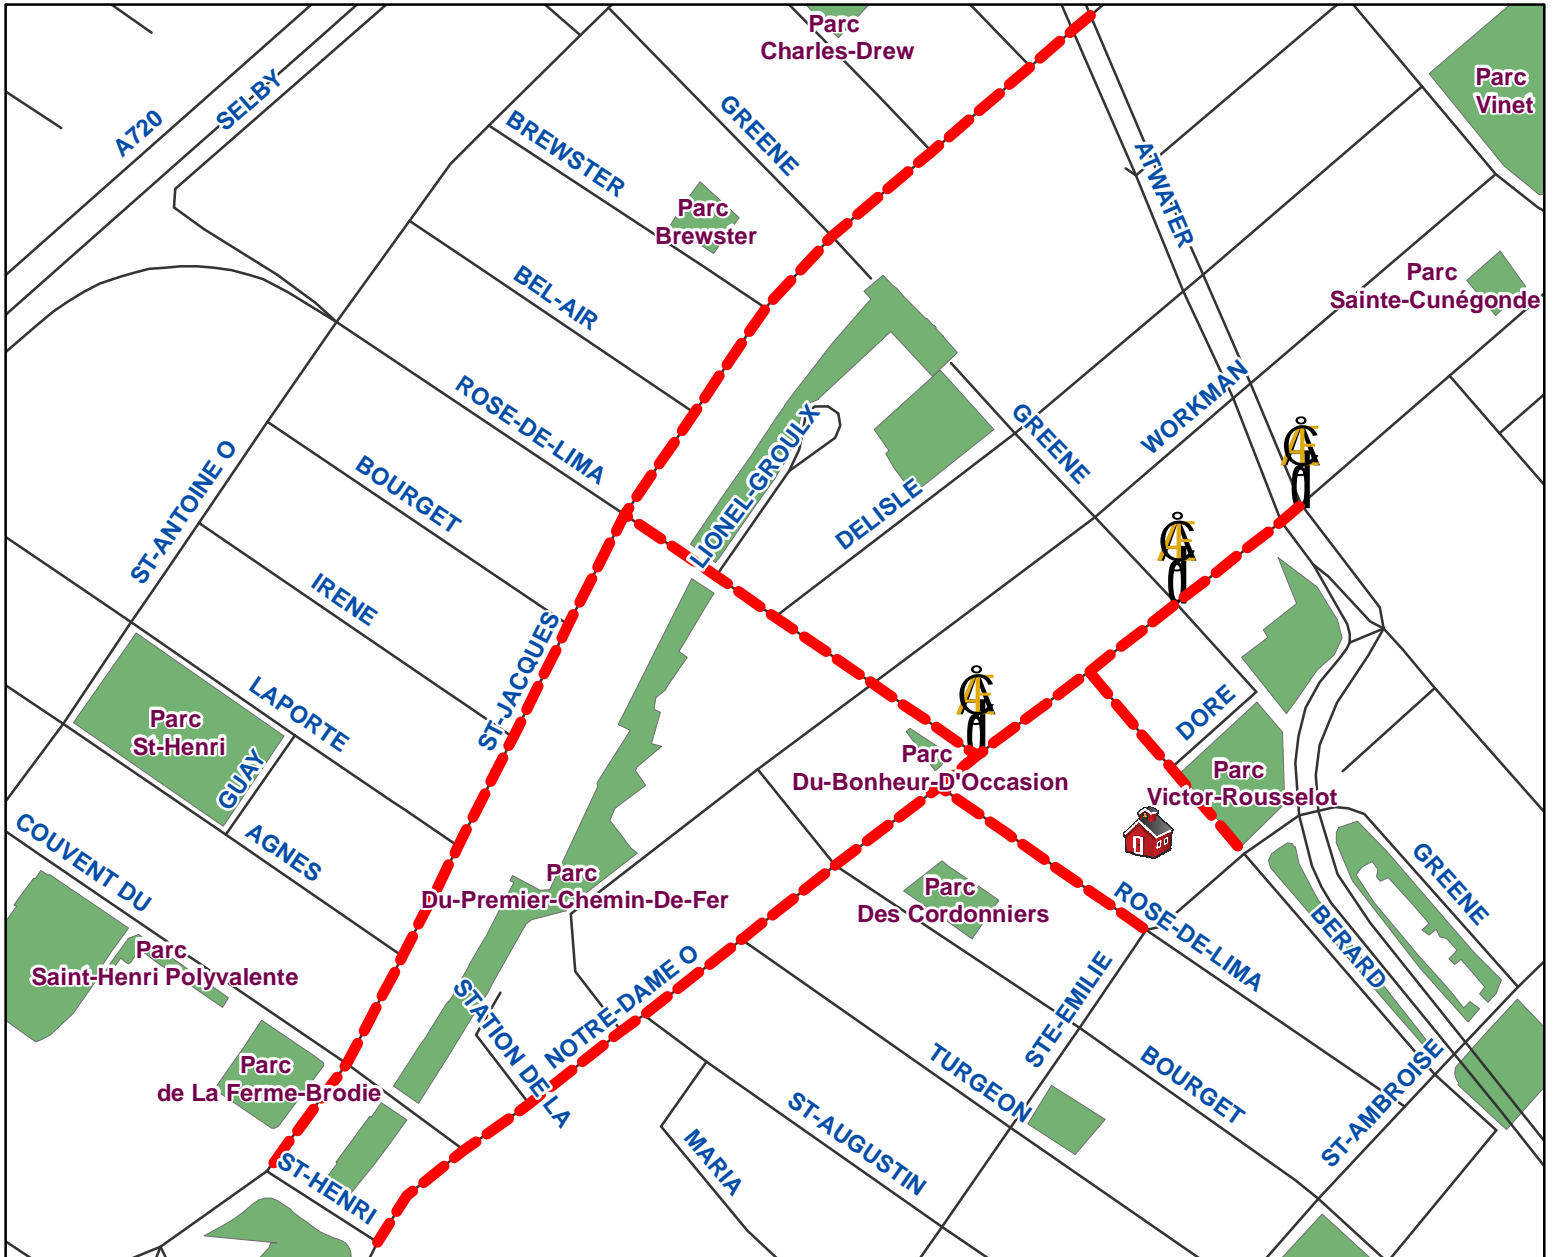 Parc
Charles-Drew
Parc
Vinet
A720
SELBY
BREWSTER
GREENE
ATWATER
Parc
Brewster
BEL-AIR
Parc
Sainte-Cunégonde
ROSE-DE-LIMA
LIONEL-GROULX
GREENE
WORKMAN
ST-ANTOINE O
BOURGET
DELISLE
IRENE
ST-JACQUES
LAPORTE
Parc
St-Henri
GUAY
DORE
Parc
Du-Bonheur-D'Occasion
Parc
Victor-Rousselot
COUVENT DU
AGNES
Parc
Du-Premier-Chemin-De-Fer
Parc
Des Cordonniers
ROSE-DE-LIMA
GREENE
BERARD
Parc
Saint-Henri Polyvalente
STATION DE LA
NOTRE-DAME O
STE-EMILIE
Parc
de La Ferme-Brodie
TURGEON
BOURGET
ST-AMBROISE
ST-AUGUSTIN
MARIA
ST-HENRI